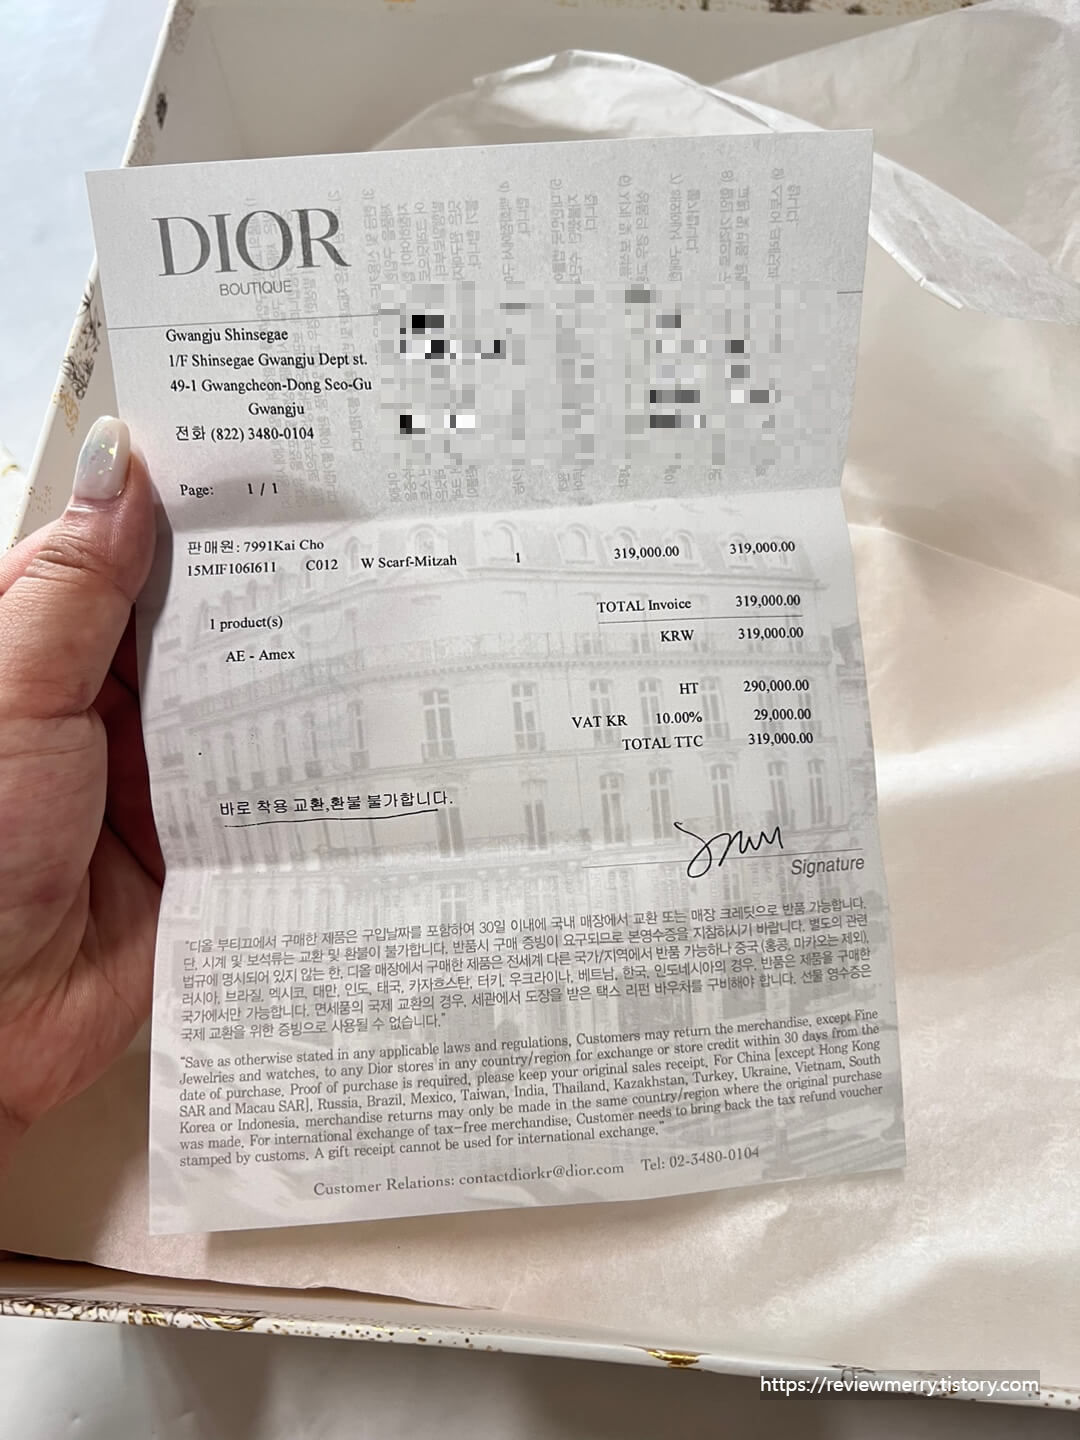 DIOR
BOUTIQUE
Gwangju Shinsegae
1/F Shinsegae Gwangju Dept st.
49-1 Gwangcheon-Dong Seo-Gu
Gwangju
전화 (822) 3480-0104
Page: 1 / 1
판매원: 7991Kai Cho
15MIF106I611 C012 W Scarf-Mitzah 1 319,000.00 319,000.00
TOTAL Invoice 319,000.00
1 product(s)
KRW 319,000.00
AE - Amex
HT 290,000.00
VAT KR 10.00% 29,000.00
TOTAL TTC 319,000.00
바로 착용 교환,환불 불가합니다.
Signature
"디올 부티끄에서 구매한 제품은 구입날짜를 포함하여 30일 이내에 국내 매장에서 교환 또는 매장 크레딧으로 반품 가능합니다.
단, 시계 및 보석류는 교환 및 환불이 불가합니다. 반품시 구매 증빙이 요구되므로 본영수증을 지참하시기 바랍니다. 별도의 관련
법규에 명시되어 있지 않는 한, 디올 매장에서 구매한 제품은 전세계 다른 국가/지역에서 반품 가능하나 중국 (홍콩, 마카오는 제외),
러시아, 브라질, 멕시코, 대만, 인도, 태국, 카자흐스탄, 터키, 우크라이나, 베트남, 한국, 인도네시아의 경우, 반품은 제품을 구매한
국가에서만 가능합니다. 면세품의 국제 교환의 경우, 세관에서 도장을 받은 택스 리펀 바우처를 구비해야 합니다. 선물 영수증은
국제 교환을 위한 증빙으로 사용될 수 없습니다."
"Save as otherwise stated in any applicable laws and regulations, Customers may return the merchandise, except Fine
Jewelries and watches, to any Dior stores in any country/region for exchange or store credit within 30 days from the
date of purchase. Proof of purchase is required, please keep your original sales receipt. For China [except Hong Kong
SAR and Macau SAR], Russia, Brazil, Mexico, Taiwan, India, Thailand, Kazakhstan, Turkey, Ukraine, Vietnam, South
Korea or Indonesia, merchandise returns may only be made in the same country/region where the original purchase
was made. For international exchange of tax-free merchandise, Customer needs to bring back the tax refund voucher
stamped by customs. A gift receipt cannot be used for international exchange."
Customer Relations: contactdiorkr@dior.com Tel: 02-3480-0104
https://reviewmerry.tistory.com